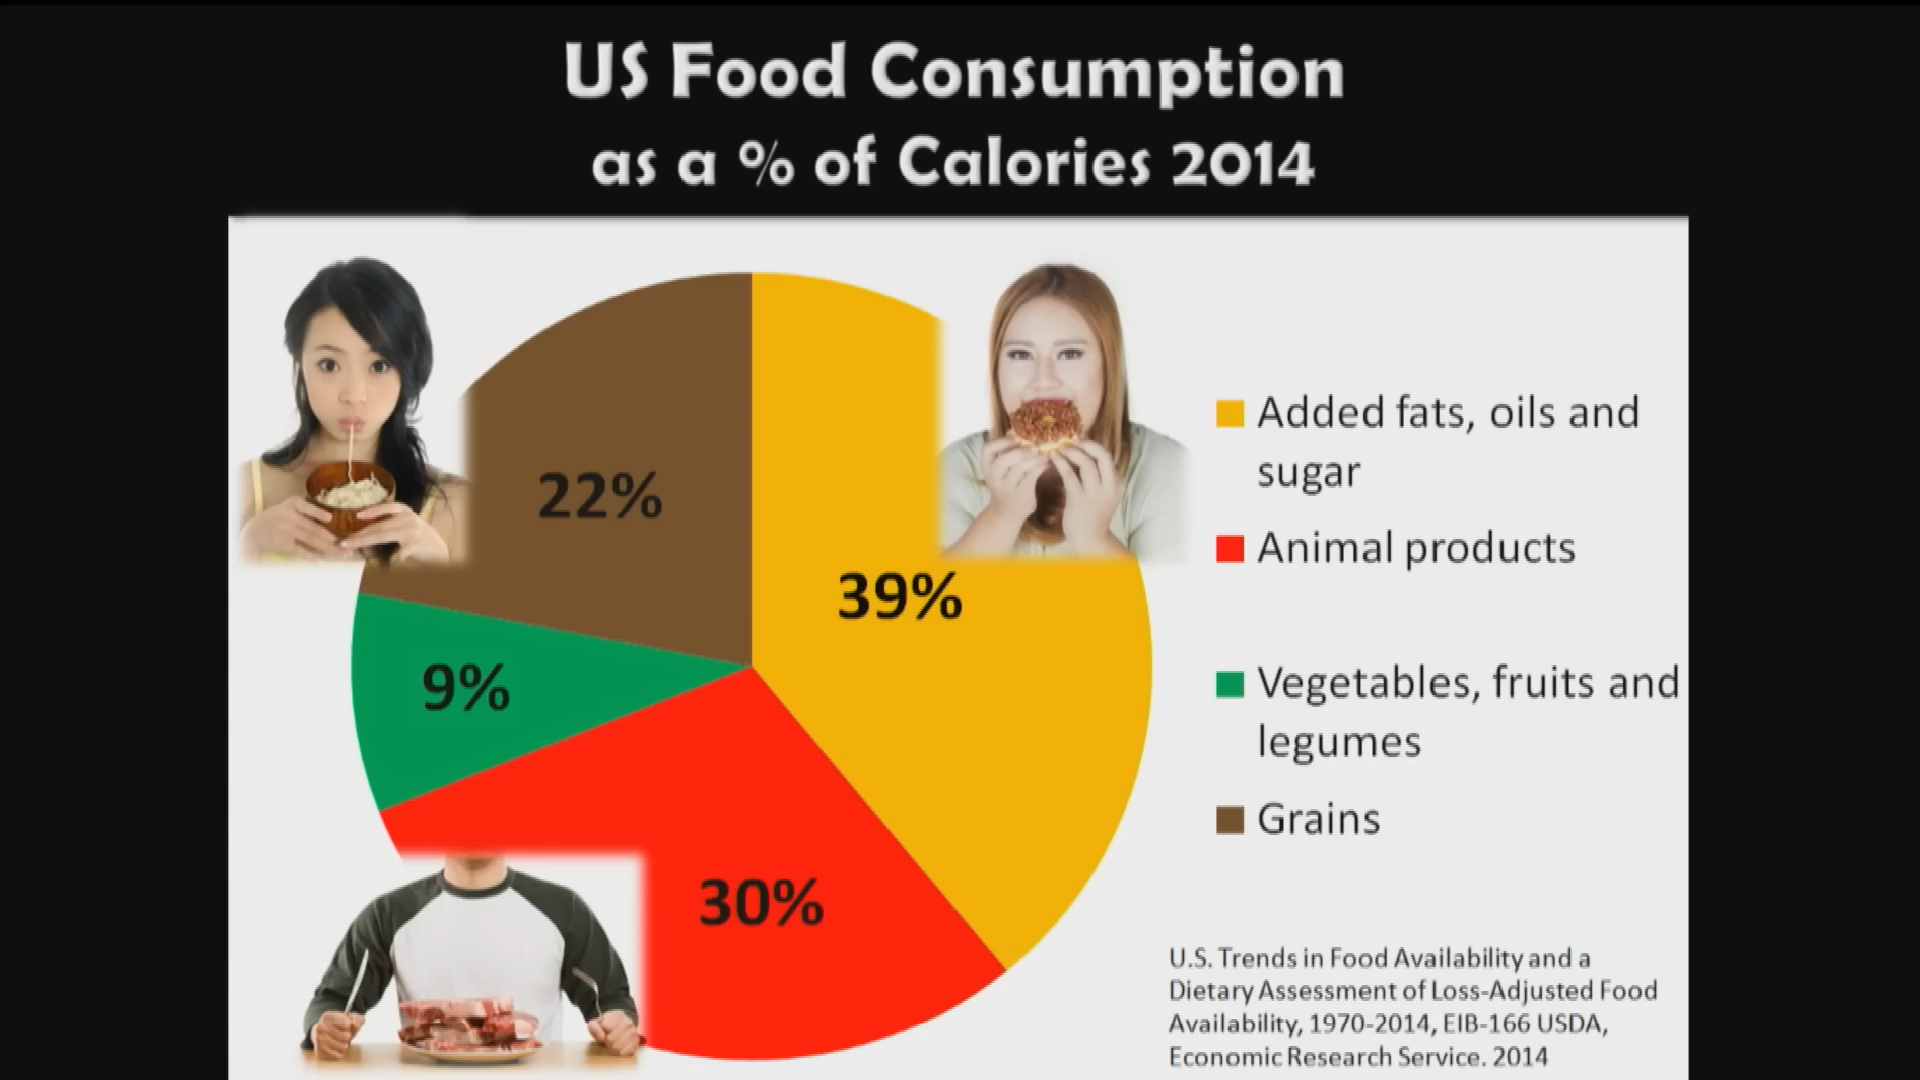 US Food Consumption
as a % of Calories 2014
22%
39%
9%
30%
Added fats, oils and
sugar
Animal products
Vegetables, fruits and
legumes
Grains
U.S. Trends in Food Availability and a
Dietary Assessment of Loss-Adjusted Food
Availability, 1970-2014, EIB-166 USDA,
Economic Research Service. 2014